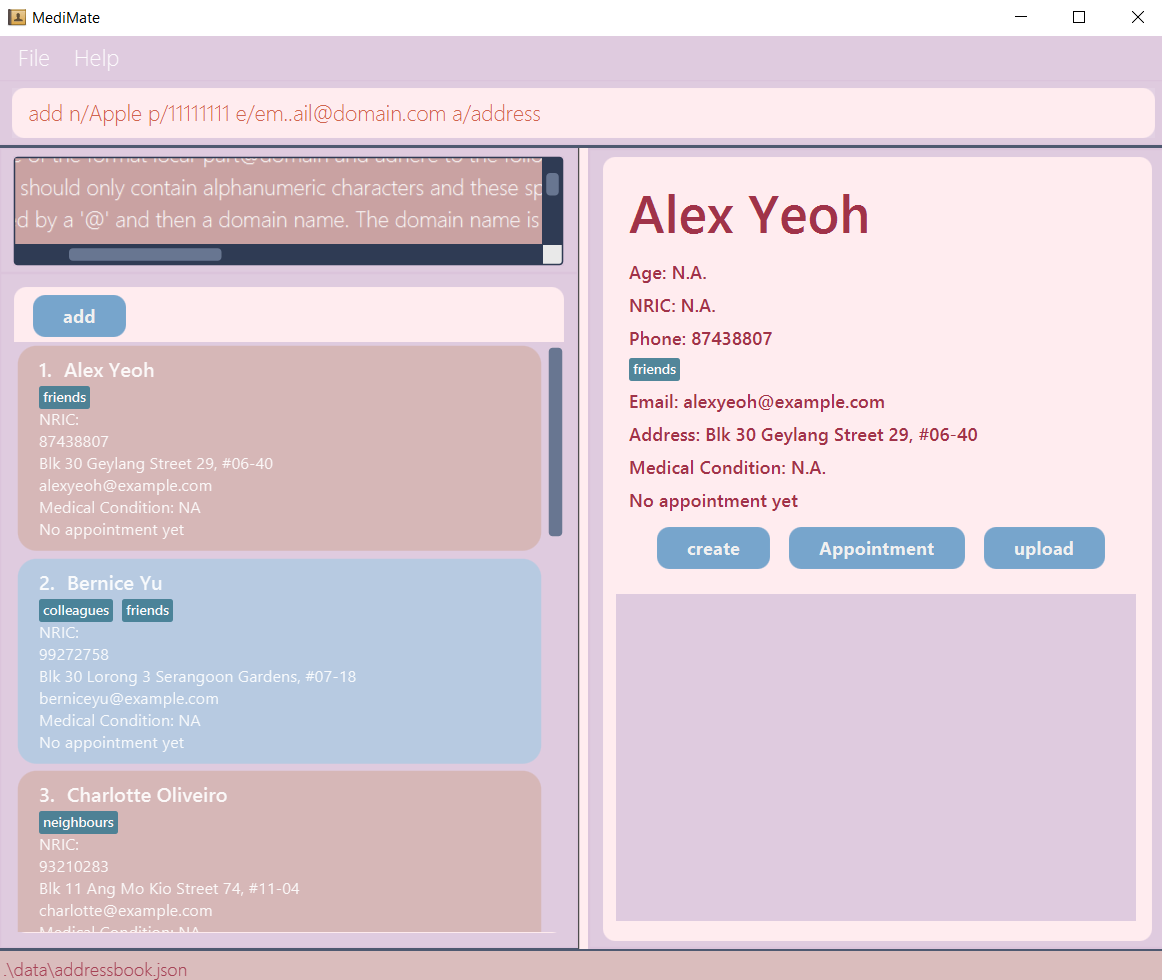 MediMate
File Help
add n/Apple p/11111111 e/em..ail@domain.com a/address
e of the format local-part@domain and adhere to the follo
should only contain alphanumeric characters and these sp
d by a '@' and then a domain name. The domain name is
add
1. Alex Yeoh
friends
NRIC:
87438807
Blk 30 Geylang Street 29, #06-40
alexyeoh@example.com
Medical Condition: NA
No appointment yet
2. Bernice Yu
colleagues friends
NRIC:
99272758
Blk 30 Lorong 3 Serangoon Gardens, #07-18
berniceyu@example.com
Medical Condition: NA
No appointment yet
3. Charlotte Oliveiro
neighbours
NRIC:
93210283
Blk 11 Ang Mo Kio Street 74, #11-04
charlotte@example.com
Medical Condition: NA
Alex Yeoh
Age: N.A.
NRIC: N.A.
Phone: 87438807
friends
Email: alexyeoh@example.com
Address: Blk 30 Geylang Street 29, #06-40
Medical Condition: N.A.
No appointment yet
create Appointment upload
.\data\addressbook.json